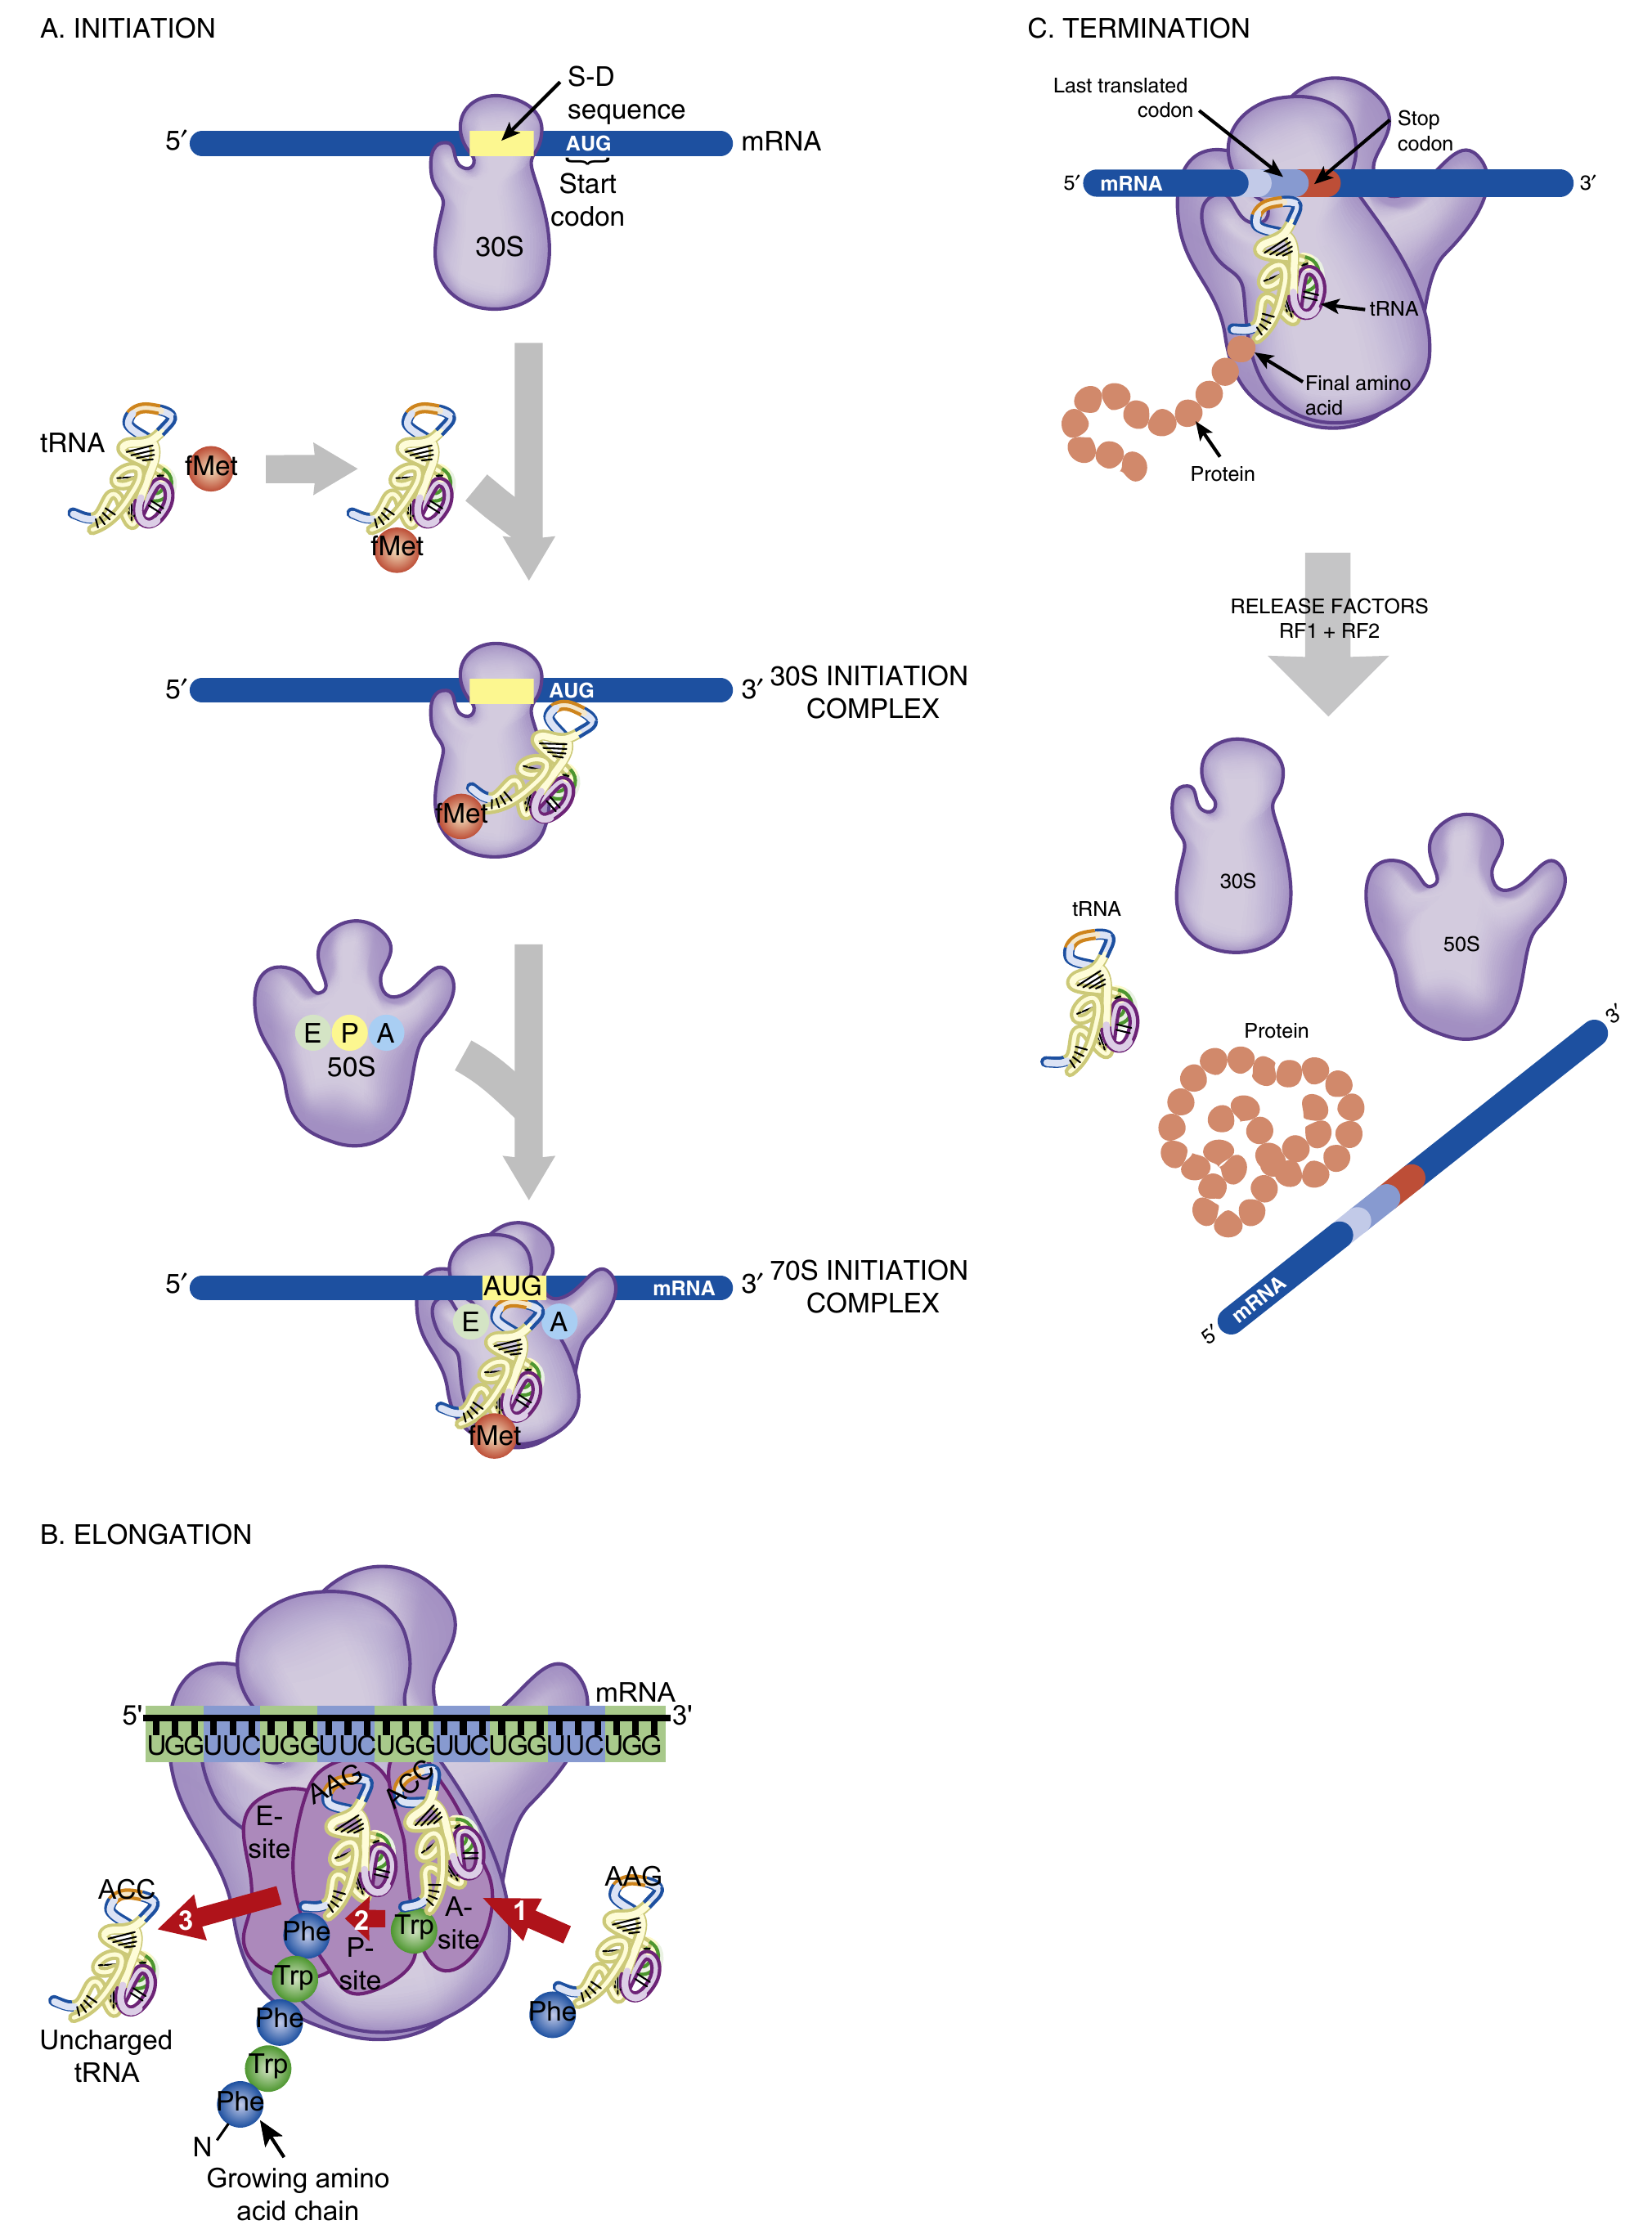 A. INITIATION
S-D
sequence
5′
AUG
mRNA
Start
codon
30S
tRNA
fMet
fMet
5′
AUG
3′
30S INITIATION
COMPLEX
fMet
E P A
50S
5′
AUG
mRNA
3′
70S INITIATION
COMPLEX
E
A
fMet
B. ELONGATION
mRNA
5'
3'
UGGUUCUGGUUCUGGUUCUGGUUCUGG
AAG
ACC
E-
site
ACC
AAG
3
2
1
Phe
Trp
A-
site
P-
site
Trp
Phe
Phe
Uncharged
tRNA
Trp
Phe
N
Growing amino
acid chain
C. TERMINATION
Last translated
codon
Stop
codon
5′
mRNA
3′
tRNA
Final amino
acid
Protein
RELEASE FACTORS
RF1 + RF2
30S
50S
tRNA
Protein
3′
mRNA
5′